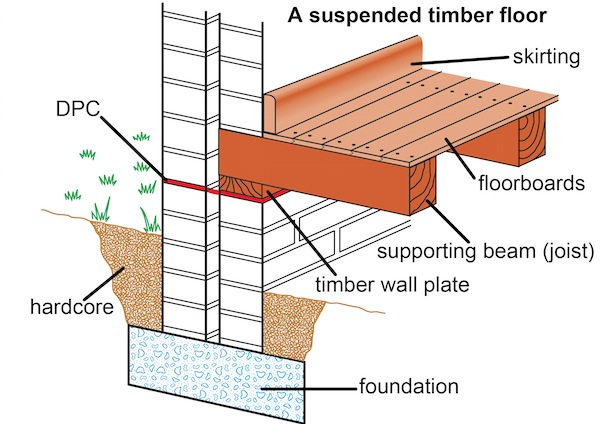 A suspended timber floor
skirting
DPC
floorboards
supporting beam (joist)
timber wall plate
hardcore
foundation